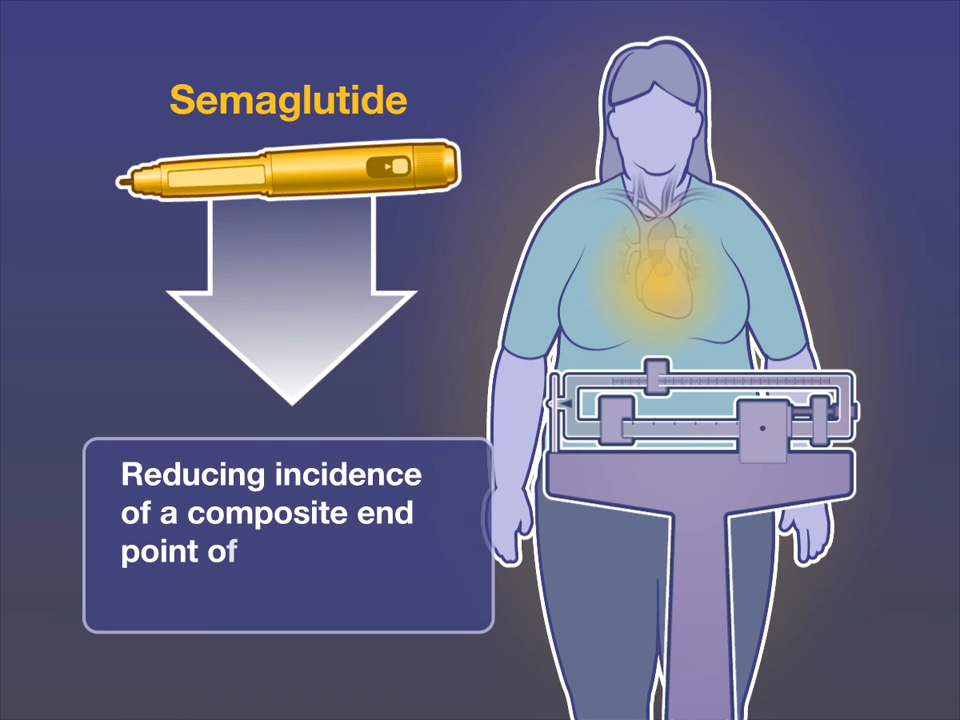 Semaglutide
Reducing incidence
of a composite end
point of